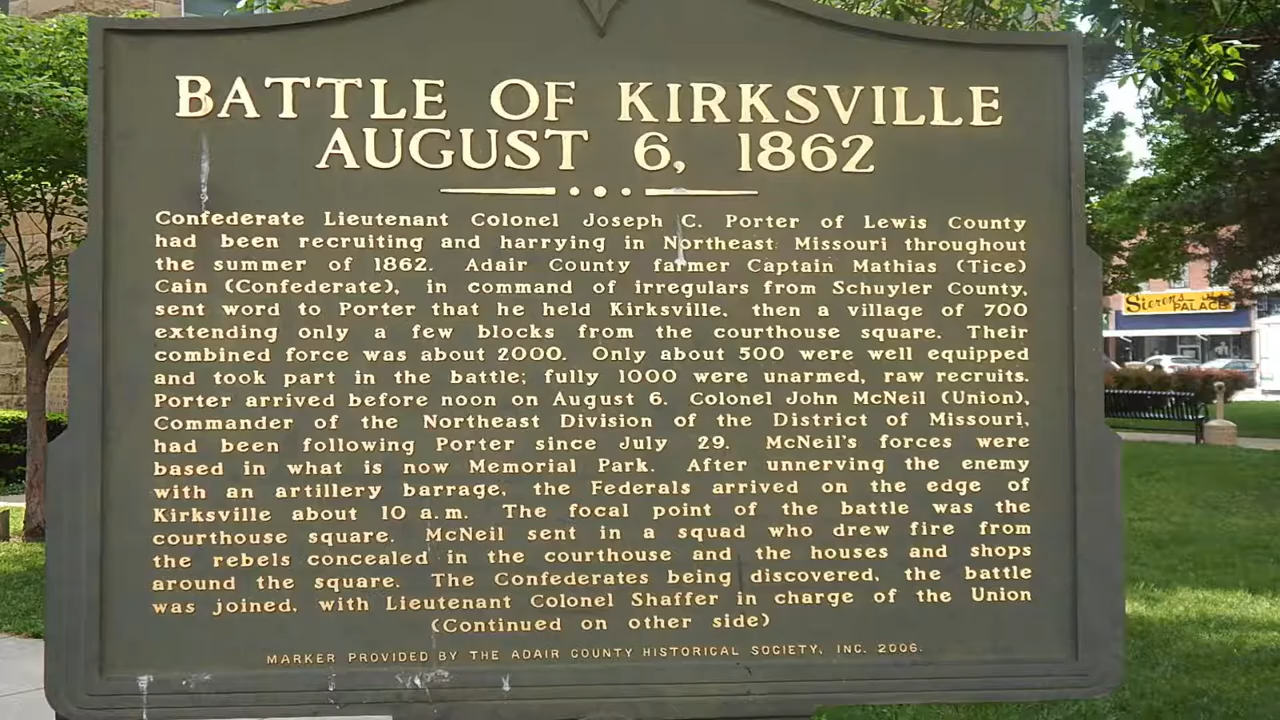 BATTLE OF KIRKSVILLE
AUGUST 6, 1862
Confederate Lieutenant Colonel Joseph C. Porter of Lewis County
had been recruiting and harrying in Northeast Missouri throughout
the summer of 1862. Adair County farmer Captain Mathias (Tice)
Cain (Confederate), in command of irregulars from Schuyler County,
sent word to Porter that he held Kirksville, then a village of 700
extending only a few blocks from the courthouse square. Their
combined force was about 2000. Only about 500 were well equipped
and took part in the battle; fully 1000 were unarmed, raw recruits.
Porter arrived before noon on August 6. Colonel John McNeil (Union),
Commander of the Northeast Division of the District of Missouri,
had been following Porter since July 29. McNeil's forces were
based in what is now Memorial Park. After unnerving the enemy
with an artillery barrage, the Federals arrived on the edge of
Kirksville about 10 a.m. The focal point of the battle was the
courthouse square. McNeil sent in a squad who drew fire from
the rebels concealed in the courthouse and the houses and shops
around the square. The Confederates being discovered, the battle
was joined, with Lieutenant Colonel Shaffer in charge of the Union
(Continued on other side)
MARKER PROVIDED BY THE ADAIR COUNTY HISTORICAL SOCIETY, INC. 2006.
PALACE